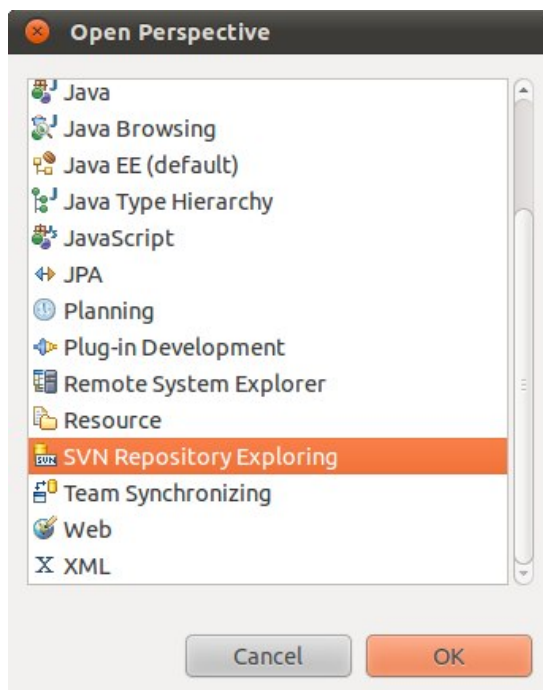 Open Perspective
Java
Java Browsing
Java EE (default)
Java Type Hierarchy
JavaScript
JPA
Planning
Plug-in Development
Remote System Explorer
Resource
SVN Repository Exploring
Team Synchronizing
Web
XML
Cancel OK